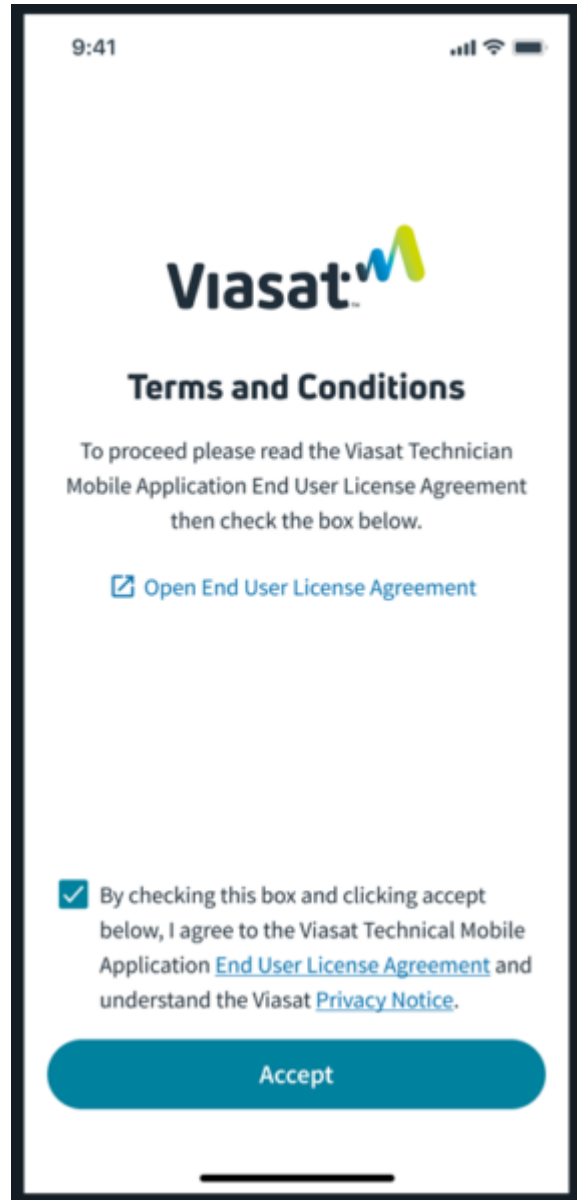 9:41
Viasat™
Terms and Conditions
To proceed please read the Viasat Technician
Mobile Application End User License Agreement
then check the box below.
Open End User License Agreement
By checking this box and clicking accept
below, I agree to the Viasat Technical Mobile
Application End User License Agreement and
understand the Viasat Privacy Notice.
Accept